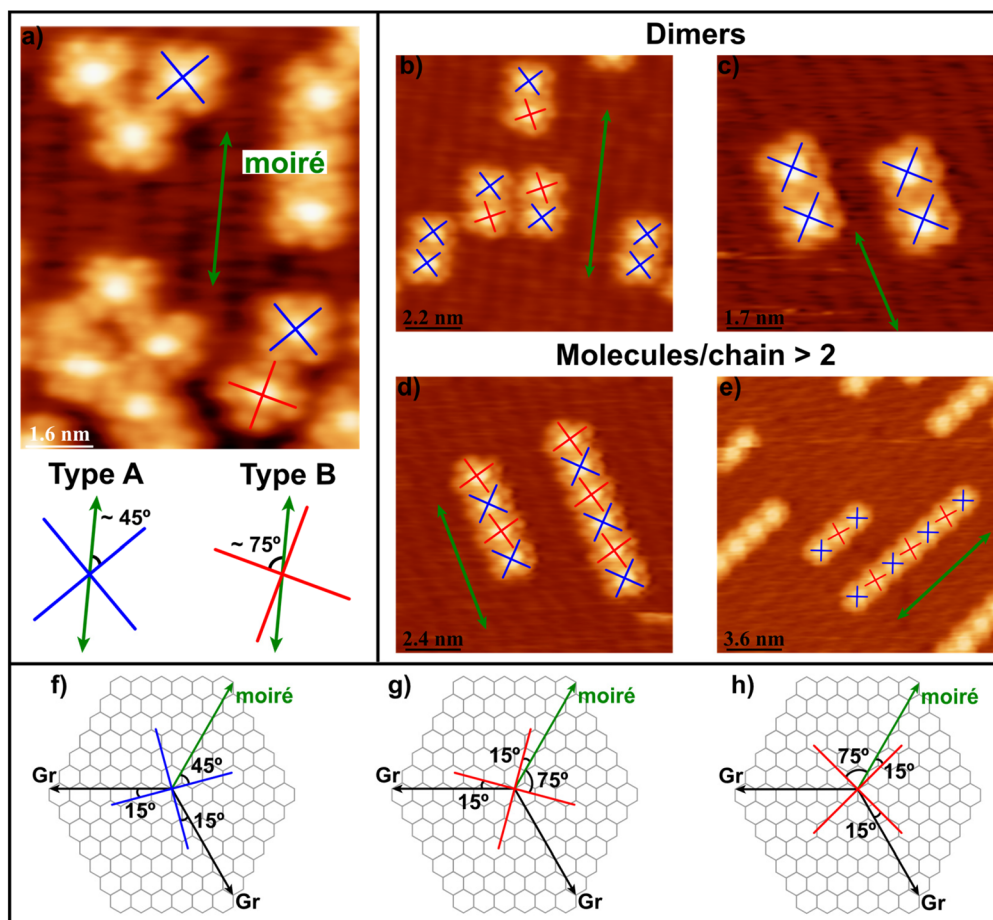 a)
moiré
1.6 nm
Type A
~ 45º
Type B
~ 75º
Dimers
b)
2.2 nm
c)
1.7 nm
Molecules/chain > 2
d)
2.4 nm
e)
3.6 nm
f)
moiré
Gr
45º
15º
15º
Gr
g)
moiré
15º
Gr
75º
15º
Gr
h)
moiré
75º
15º
Gr
15º
Gr